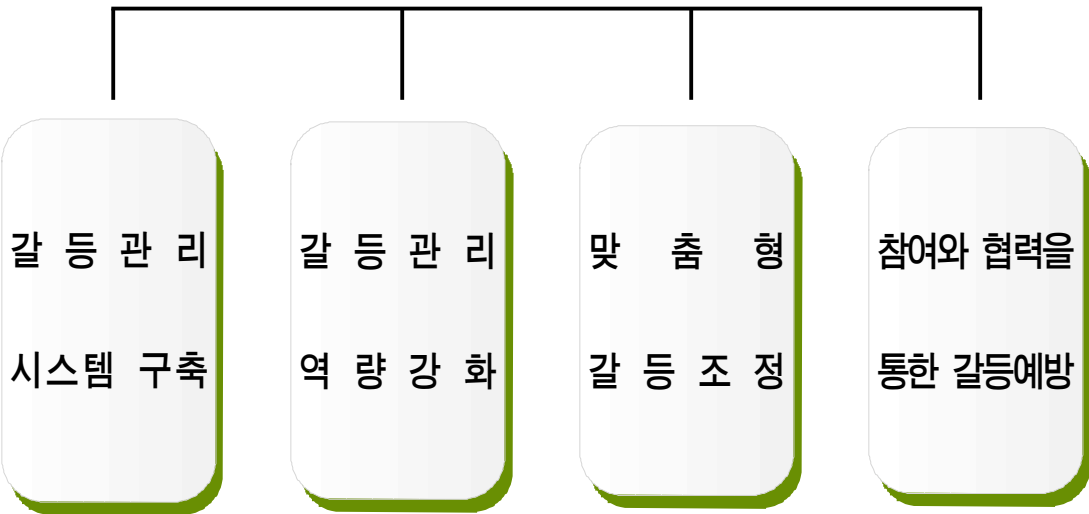 갈등관리
시스템 구축
갈등관리
역량강화
맞춤형
갈등조정
참여와 협력을
통한 갈등예방